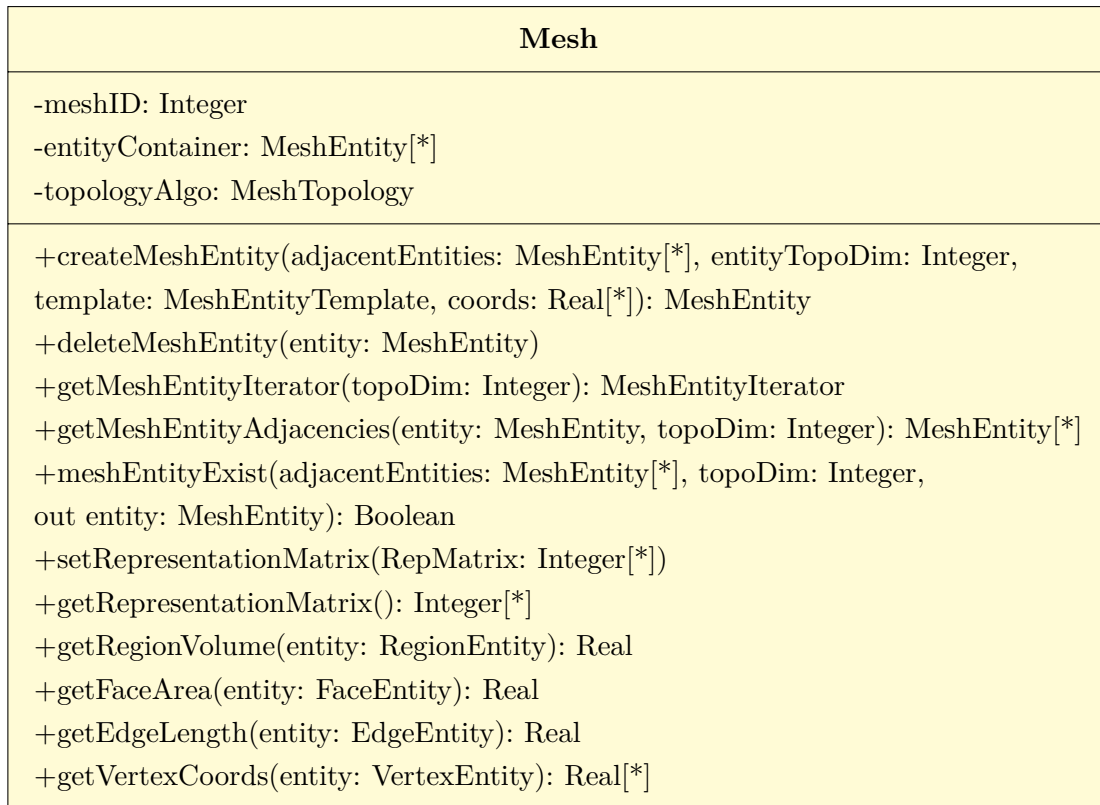 Mesh
-meshID: Integer
-entityContainer: MeshEntity[*]
-topologyAlgo: MeshTopology
+createMeshEntity(adjacentEntities: MeshEntity[*], entityTopoDim: Integer,
template: MeshEntityTemplate, coords: Real[*]): MeshEntity
+deleteMeshEntity(entity: MeshEntity)
+getMeshEntityIterator(topoDim: Integer): MeshEntityIterator
+getMeshEntityAdjacencies(entity: MeshEntity, topoDim: Integer): MeshEntity[*]
+meshEntityExist(adjacentEntities: MeshEntity[*], topoDim: Integer,
out entity: MeshEntity): Boolean
+setRepresentationMatrix(RepMatrix: Integer[*])
+getRepresentationMatrix(): Integer[*]
+getRegionVolume(entity: RegionEntity): Real
+getFaceArea(entity: FaceEntity): Real
+getEdgeLength(entity: EdgeEntity): Real
+getVertexCoords(entity: VertexEntity): Real[*]